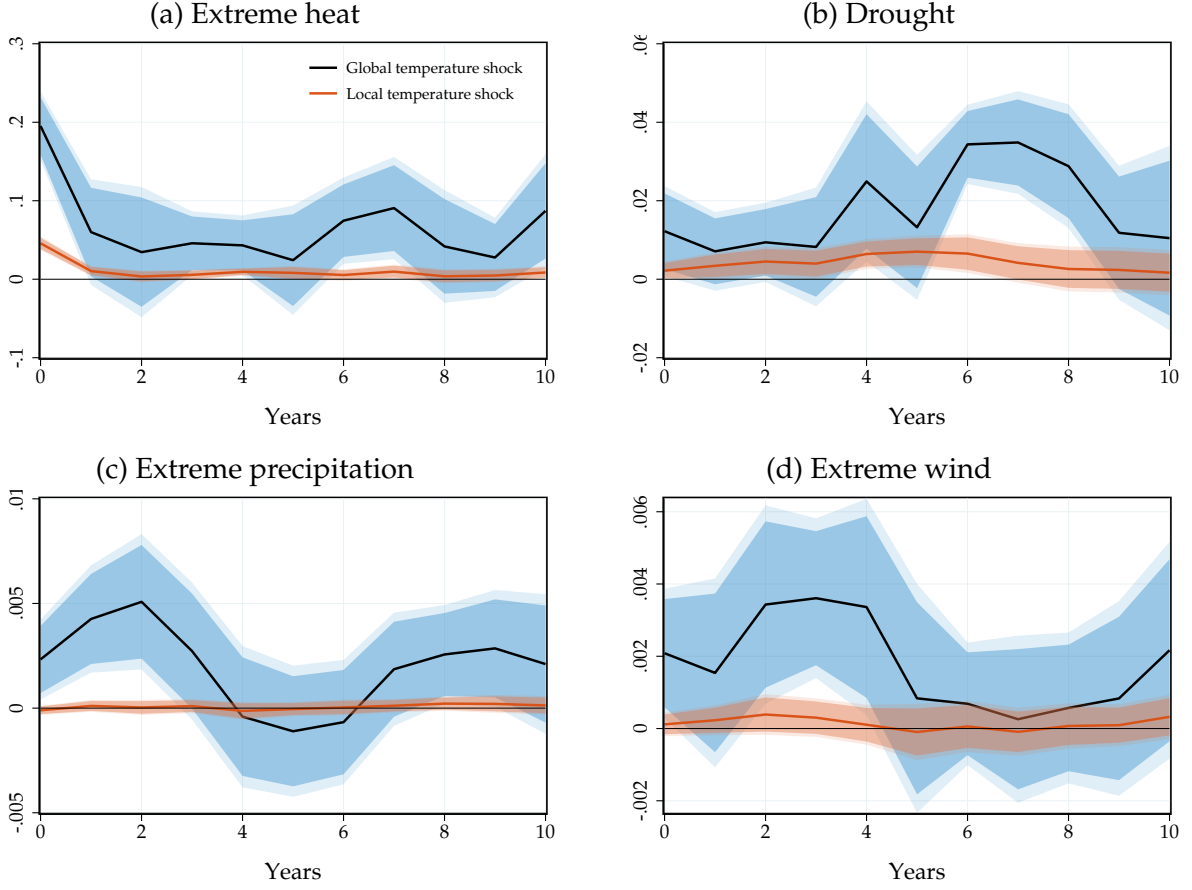 (a) Extreme heat
.3
.2
.1
0
-.1
Global temperature shock
Local temperature shock
0 2 4 6 8 10
Years
(b) Drought
.06
.04
.02
0
-.02
0 2 4 6 8 10
Years
(c) Extreme precipitation
.01
.005
0
-.005
0 2 4 6 8 10
Years
(d) Extreme wind
.006
.004
.002
0
-.002
0 2 4 6 8 10
Years